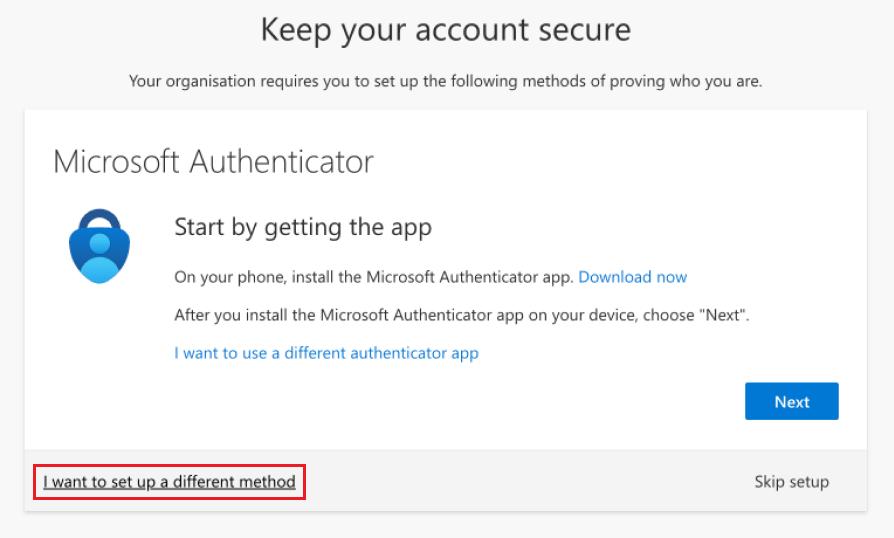 Keep your account secure
Your organisation requires you to set up the following methods of proving who you are.
Microsoft Authenticator
Start by getting the app
On your phone, install the Microsoft Authenticator app. Download now
After you install the Microsoft Authenticator app on your device, choose "Next".
I want to use a different authenticator app
Next
I want to set up a different method
Skip setup